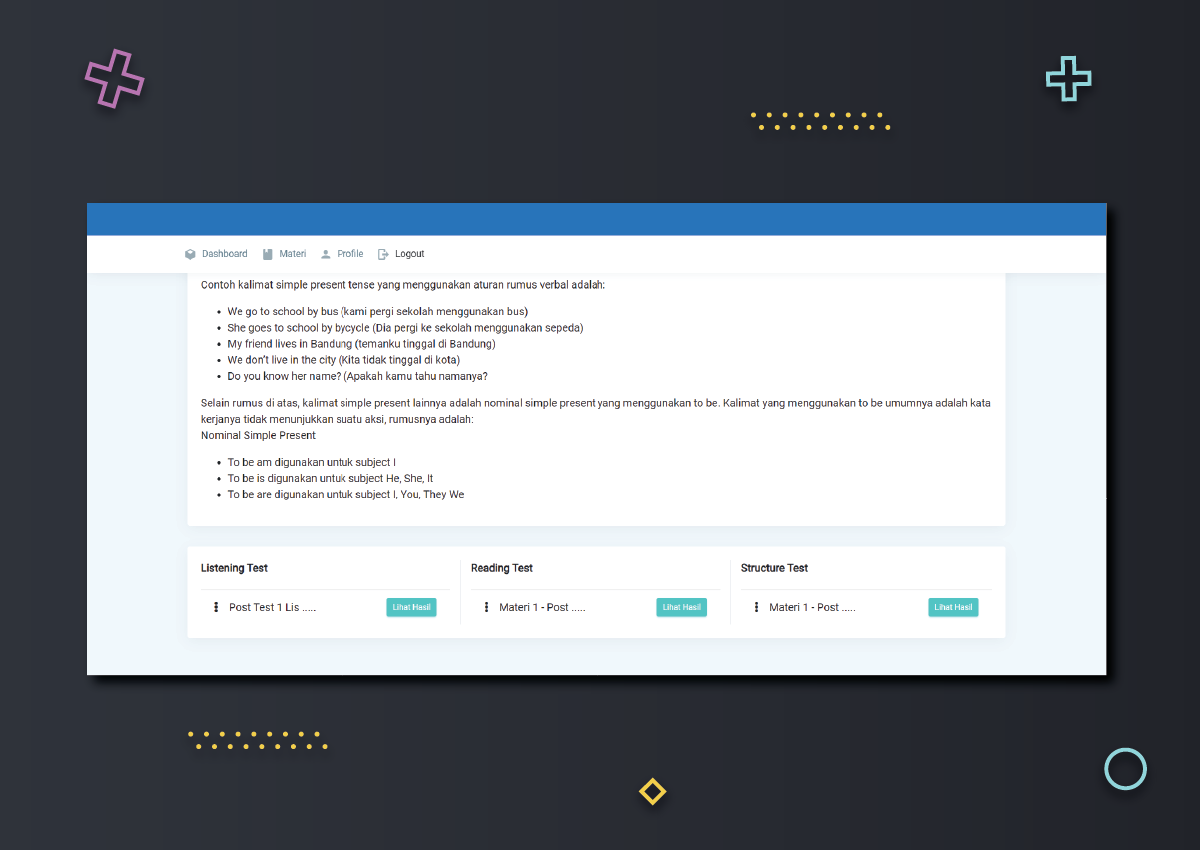 Dashboard Materi Profile Logout
Contoh kalimat simple present tense yang menggunakan aturan rumus verbal adalah:
• We go to school by bus (kami pergi sekolah menggunakan bus)
• She goes to school by bycycle (Dia pergi ke sekolah menggunakan sepeda)
• My friend lives in Bandung (temanku tinggal di Bandung)
• We don't live in the city (Kita tidak tinggal di kota)
• Do you know her name? (Apakah kamu tahu namanya?
Selain rumus di atas, kalimat simple present lainnya adalah nominal simple present yang menggunakan to be. Kalimat yang menggunakan to be umumnya adalah kata
kerjanya tidak menunjukkan suatu aksi, rumusnya adalah:
Nominal Simple Present
• To be am digunakan untuk subject I
• To be is digunakan untuk subject He, She, It
• To be are digunakan untuk subject I, You, They We
Listening Test Reading Test Structure Test
Post Test 1 Lis ..... Lihat Hasil Materi 1 - Post ..... Lihat Hasil Materi 1 - Post ..... Lihat Hasil